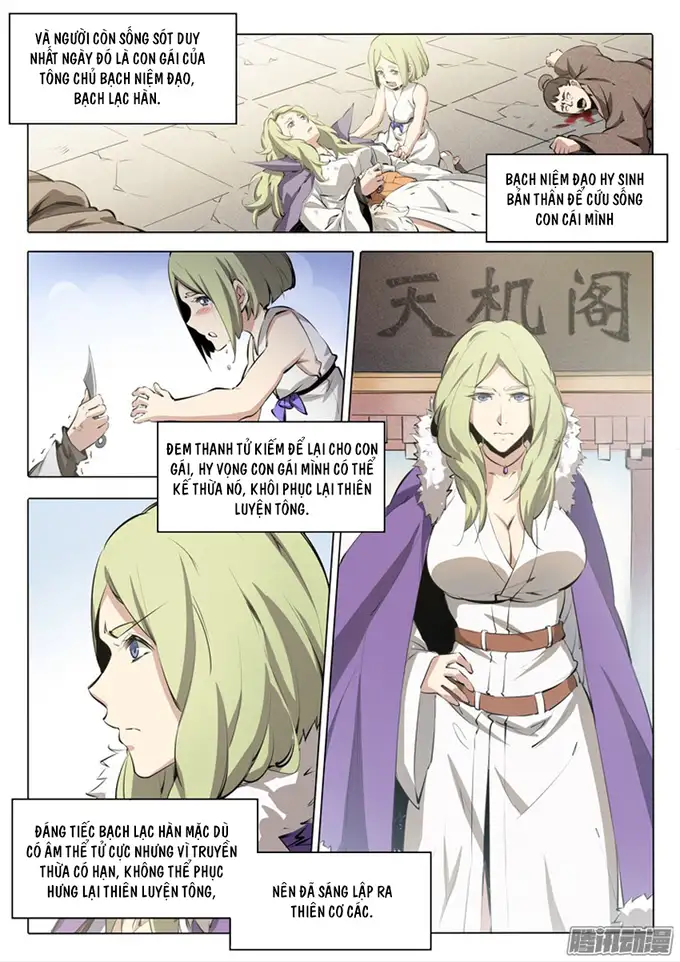 VÀ NGƯỜI CÒN SỐNG SÓT DUY
NHẤT NGÀY ĐÓ LÀ CON GÁI CỦA
TÔNG CHỦ BẠCH NIỆM ĐẠO,
BẠCH LẠC HÀN.
BẠCH NIỆM ĐẠO HY SINH
BẢN THÂN ĐỂ CỨU SỐNG
CON CÁI MÌNH
天机阁
ĐEM THANH TỬ KIẾM ĐỂ LẠI CHO CON
GÁI, HY VỌNG CON GÁI MÌNH CÓ THỂ
KẾ THỪA NÓ, KHÔI PHỤC LẠI THIÊN
LUYỆN TÔNG.
ĐÁNG TIẾC BẠCH LẠC HÀN MẶC DÙ
CÓ ÂM THỂ TỬ CỰC NHƯNG VÌ TRUYỀN
THỪA CÓ HẠN, KHÔNG THỂ PHỤC
HƯNG LẠI THIÊN LUYỆN TÔNG,
NÊN ĐÃ SÁNG LẬP RA
THIÊN CƠ CÁC.
腾讯动漫